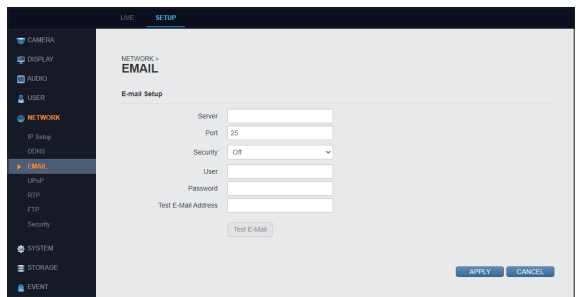 LIVE SETUP
CAMERA
DISPLAY
AUDIO
USER
NETWORK
IP Setup
DDNS
EMAIL
UPnP
RTP
FTP
Security
SYSTEM
STORAGE
EVENT
NETWORK >
EMAIL
E-mail Setup
Server
Port 25
Security Off
User
Password
Test E-Mail Address
Test E-Mail
APPLY CANCEL